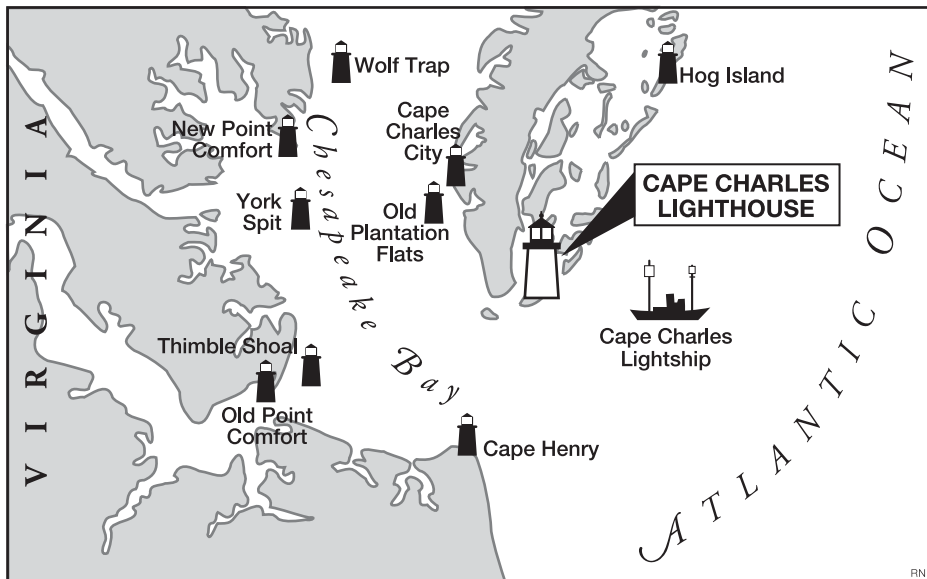 Wolf Trap
Hog Island
New Point
Comfort
Cape
Charles
City
CAPE CHARLES
LIGHTHOUSE
York
Spit
Old
Plantation
Flats
Chesapeake Bay
VIRGINIA
ATLANTIC OCEAN
Cape Charles
Lightship
Thimble Shoal
Old Point
Comfort
Cape Henry
RN